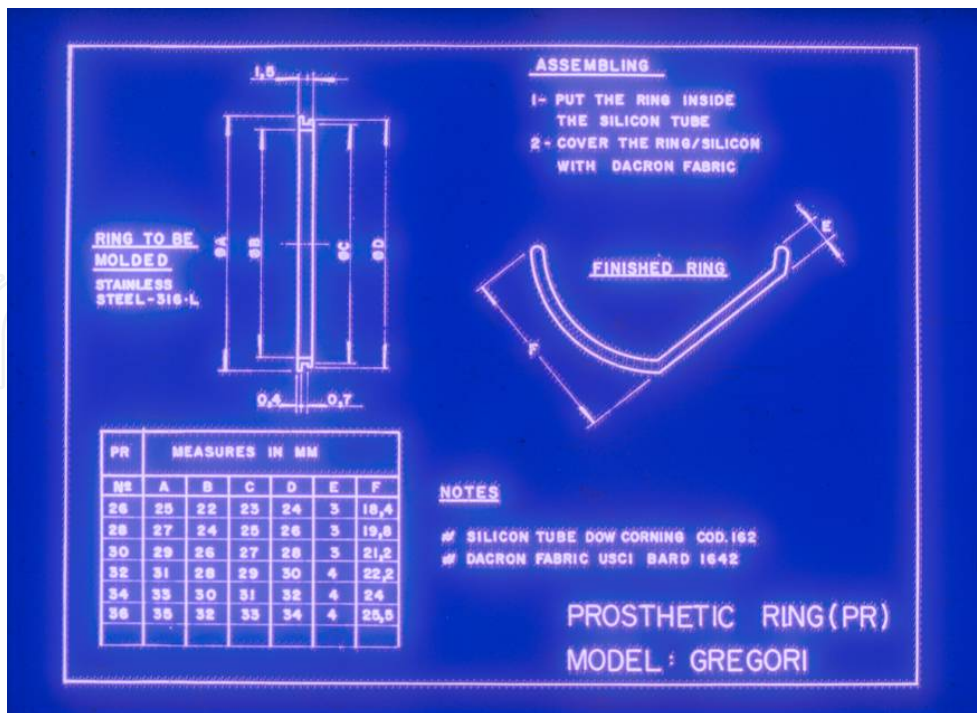 1,5
ASSEMBLING
1- PUT THE RING INSIDE
THE SILICON TUBE
2- COVER THE RING/SILICON
WITH DACRON FABRIC
RING TO BE
MOLDED
STAINLESS
STEEL-316-L
ØA
ØB
ØC
ØD
FINISHED RING
E
F
0,4
0,7
PR MEASURES IN MM
Nº A B C D E F
26 25 22 23 24 3 18,4
28 27 24 25 26 3 19,8
30 29 26 27 28 3 21,2
32 31 28 29 30 4 22,2
34 33 30 31 32 4 24
36 35 32 33 34 4 25,5
NOTES
# SILICON TUBE DOW CORNING COD.162
# DACRON FABRIC USCI BARD 1642
PROSTHETIC RING(PR)
MODEL: GREGORI